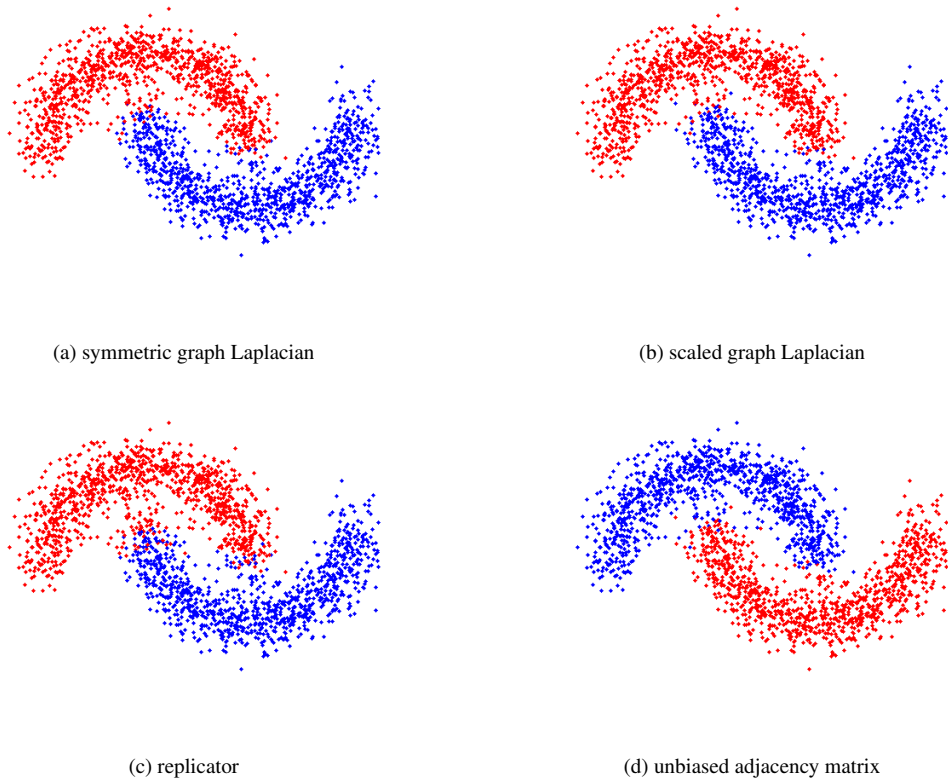 (a) symmetric graph Laplacian
(b) scaled graph Laplacian
(c) replicator
(d) unbiased adjacency matrix